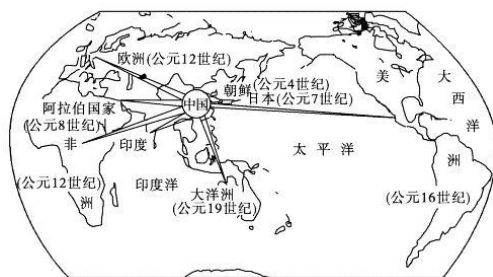 欧洲(公元12世纪)
朝鲜(公元4世纪)
日本(公元7世纪)
美
大
西
洋
阿拉伯国家
(公元8世纪)
中国
非
印度
太平洋
洲
(公元12世纪)
洲
印度洋
大洋洲
(公元19世纪)
(公元16世纪)